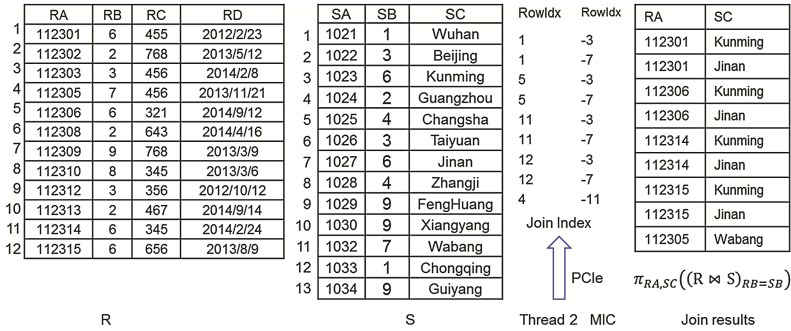 RA RB RC RD
1 112301 6 455 2012/2/23
2 112302 2 768 2013/5/12
3 112303 3 456 2014/2/8
4 112305 7 456 2013/11/21
5 112306 6 321 2014/9/12
6 112308 2 643 2014/4/16
7 112309 9 768 2013/3/9
8 112310 8 345 2013/3/6
9 112312 3 356 2012/10/12
10 112313 2 467 2014/9/14
11 112314 6 345 2014/2/24
12 112315 6 656 2013/8/9
R
SA SB SC
1 1021 1 Wuhan
2 1022 3 Beijing
3 1023 6 Kunming
4 1024 2 Guangzhou
5 1025 4 Changsha
6 1026 3 Taiyuan
7 1027 6 Jinan
8 1028 4 Zhangji
9 1029 9 FengHuang
10 1030 9 Xiangyang
11 1032 7 Wabang
12 1033 1 Chongqing
13 1034 9 Guiyang
S
RowIdx RowIdx
1 -3
1 -7
5 -3
5 -7
11 -3
11 -7
12 -3
12 -7
4 -11
Join Index
PCIe
Thread 2 MIC
RA SC
112301 Kunming
112301 Jinan
112306 Kunming
112306 Jinan
112314 Kunming
112314 Jinan
112315 Kunming
112315 Jinan
112305 Wabang
π_{RA,SC}((R ⋈ S)_{RB=SB})
Join results